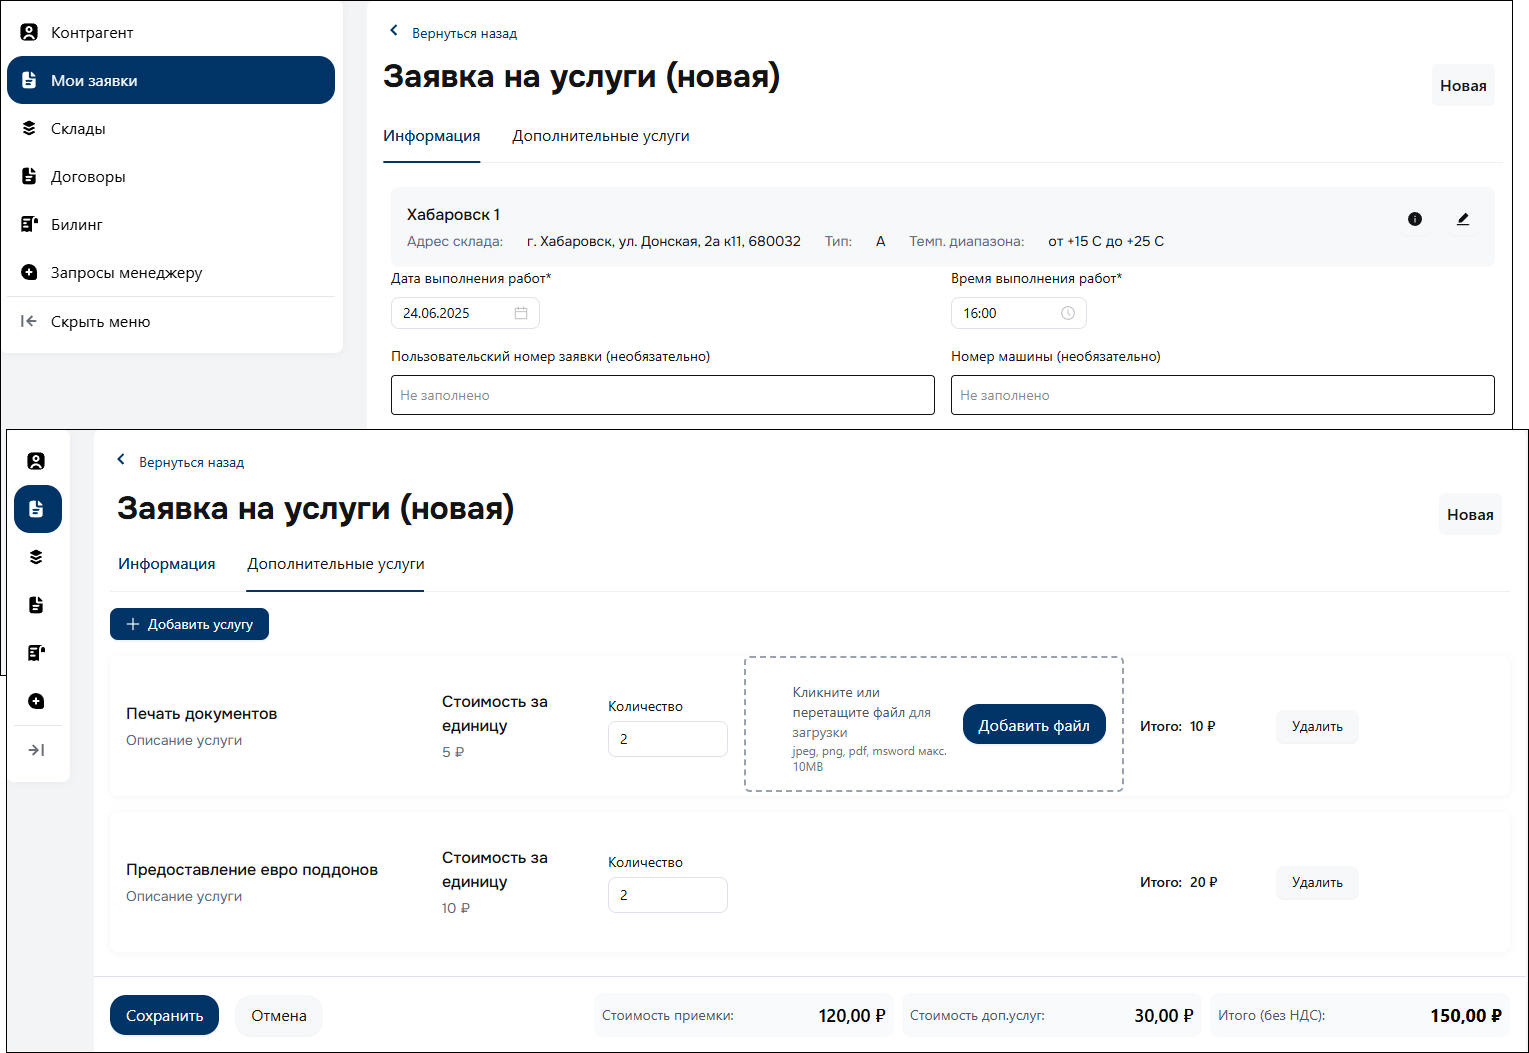 Контрагент
Мои заявки
Склады
Договоры
Билинг
Запросы менеджеру
Скрыть меню
Вернуться назад
Заявка на услуги (новая)
Новая
Информация Дополнительные услуги
Хабаровск 1
Адрес склада: г. Хабаровск, ул. Донская, 2а к11, 680032 Тип: A Темп. диапазона: от +15 С до +25 С
Дата выполнения работ* Время выполнения работ*
24.06.2025 16:00
Пользовательский номер заявки (необязательно) Номер машины (необязательно)
Не заполнено Не заполнено
Вернуться назад
Заявка на услуги (новая)
Новая
Информация Дополнительные услуги
Добавить услугу
Печать документов
Описание услуги
Стоимость за
единицу
5 ₽
Количество
2
Кликните или
перетащите файл для
загрузки
jpeg, png, pdf, msword макс.
10MB
Добавить файл
Итого: 10 ₽
Удалить
Предоставление евро поддонов
Описание услуги
Стоимость за
единицу
10 ₽
Количество
2
Итого: 20 ₽
Удалить
Сохранить Отмена Стоимость приемки: 120,00 ₽ Стоимость доп.услуг: 30,00 ₽ Итого (без НДС): 150,00 ₽